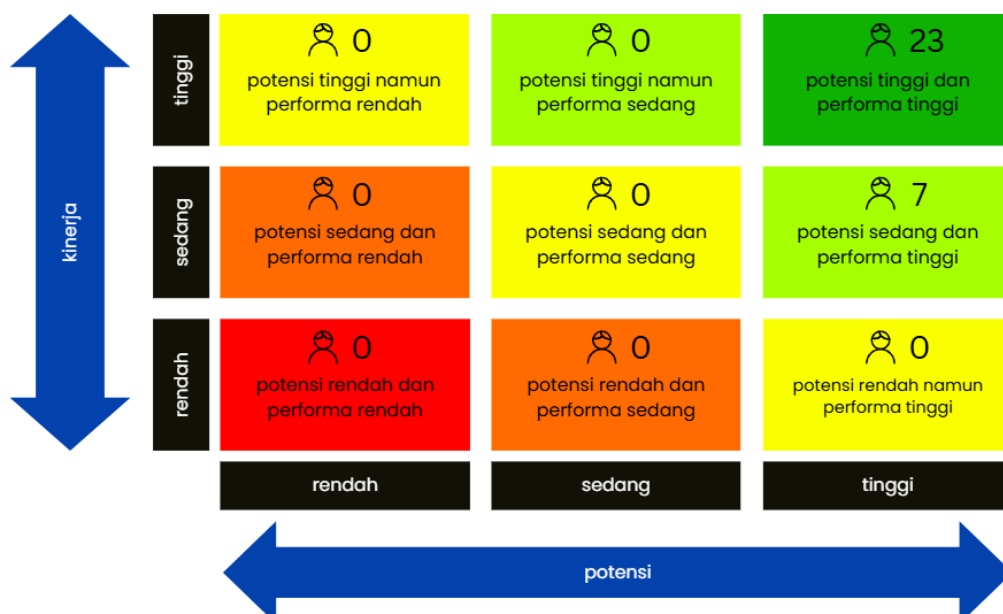 kinerja
tinggi
0
potensi tinggi namun
performa rendah
0
potensi tinggi namun
performa sedang
23
potensi tinggi dan
performa tinggi
sedang
0
potensi sedang dan
performa rendah
0
potensi sedang dan
performa sedang
7
potensi sedang dan
performa tinggi
rendah
0
potensi rendah dan
performa rendah
0
potensi rendah dan
performa sedang
0
potensi rendah namun
performa tinggi
rendah
sedang
tinggi
potensi